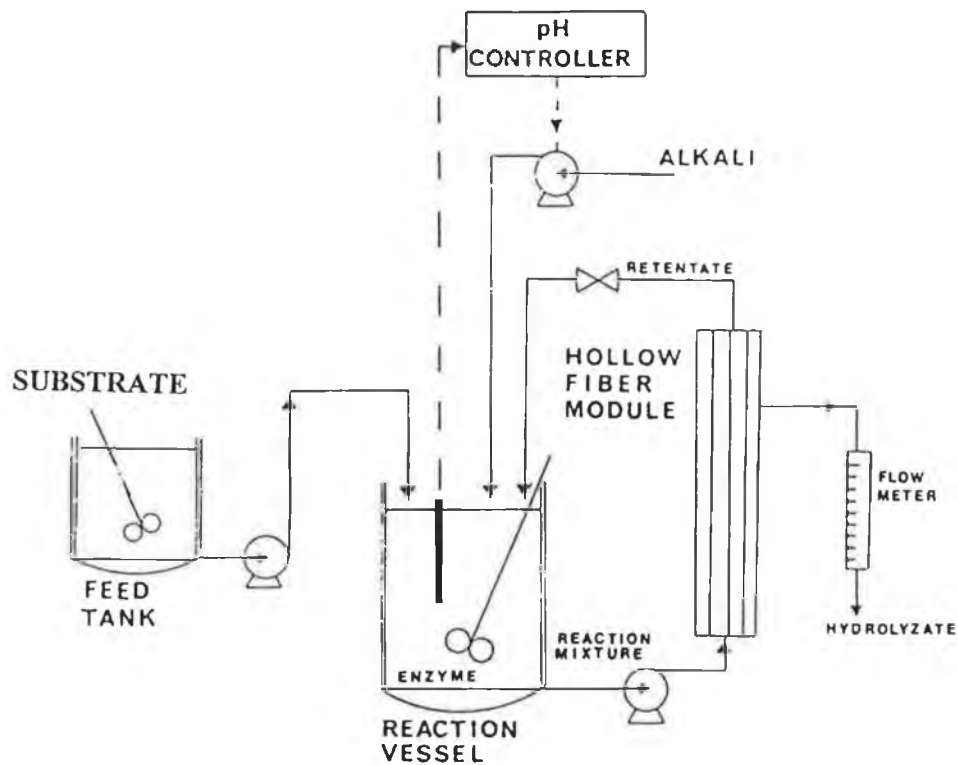 pH
CONTROLLER
ALKALI
RETENTATE
HOLLOW
FIBER
MODULE
SUBSTRATE
FLOW
METER
FEED
TANK
HYDROLYZATE
REACTION
MIXTURE
ENZYME
REACTION
VESSEL